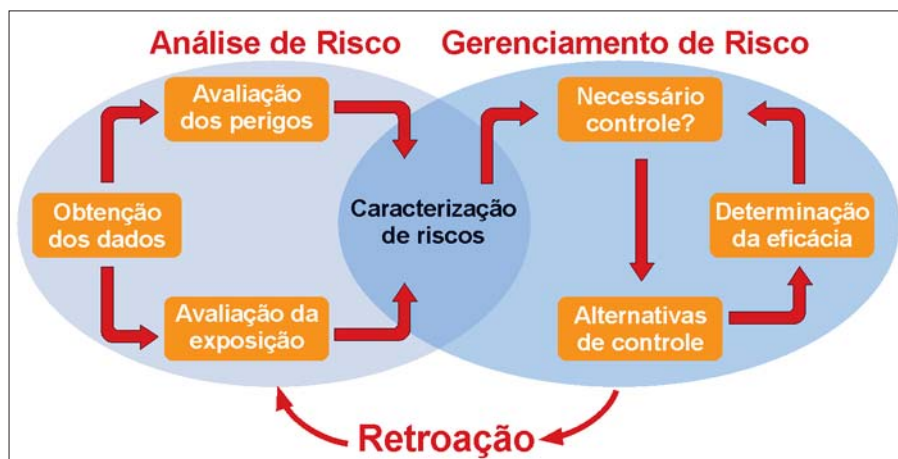 Análise de Risco
Gerenciamento de Risco
Avaliação
dos perigos
Obtenção
dos dados
Avaliação da
exposição
Caracterização
de riscos
Necessário
controle?
Determinação
da eficácia
Alternativas
de controle
Retroação